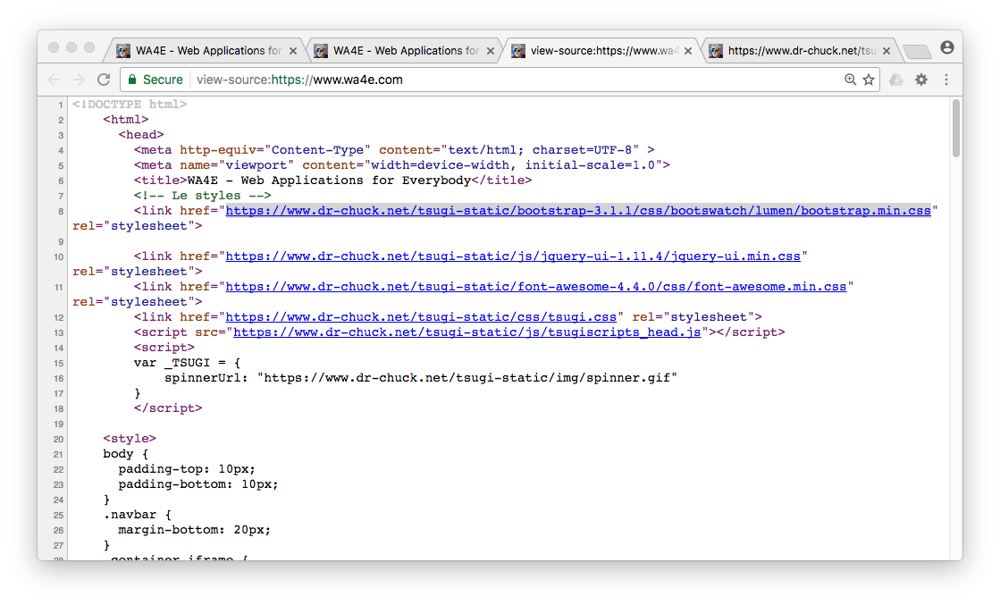 WA4E - Web Applications for
WA4E - Web Applications for
view-source:https://www.wa4
https://www.dr-chuck.net/tsu
Secure view-source:https://www.wa4e.com
1 <!DOCTYPE html>
2 <html>
3 <head>
4 <meta http-equiv="Content-Type" content="text/html; charset=UTF-8" >
5 <meta name="viewport" content="width=device-width, initial-scale=1.0">
6 <title>WA4E - Web Applications for Everybody</title>
7 <!-- Le styles -->
8 <link href="https://www.dr-chuck.net/tsugi-static/bootstrap-3.1.1/css/bootswatch/lumen/bootstrap.min.css"
rel="stylesheet">
9
10 <link href="https://www.dr-chuck.net/tsugi-static/js/jquery-ui-1.11.4/jquery-ui.min.css"
rel="stylesheet">
11 <link href="https://www.dr-chuck.net/tsugi-static/font-awesome-4.4.0/css/font-awesome.min.css"
rel="stylesheet">
12 <link href="https://www.dr-chuck.net/tsugi-static/css/tsugi.css" rel="stylesheet">
13 <script src="https://www.dr-chuck.net/tsugi-static/js/tsugiscripts_head.js"></script>
14 <script>
15 var _TSUGI = {
16 spinnerUrl: "https://www.dr-chuck.net/tsugi-static/img/spinner.gif"
17 }
18 </script>
19
20 <style>
21 body {
22 padding-top: 10px;
23 padding-bottom: 10px;
24 }
25 .navbar {
26 margin-bottom: 20px;
27 }
28 .container_iframe {